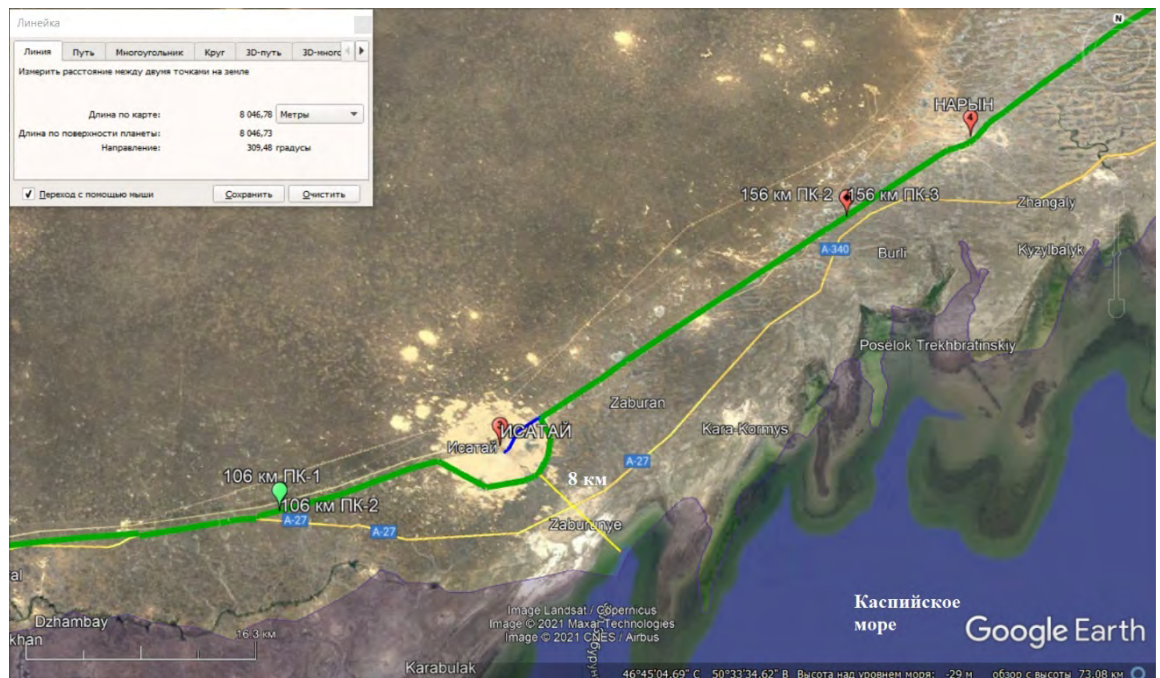 Линейка
Линия Путь Многоугольник Круг 3D-путь 3D-многс
Измерить расстояние между двумя точками на земле
Длина по карте: 8 046,78 Метры
Длина по поверхности планеты: 8 046,73
Направление: 309,48 градусы
Переход с помощью мыши Сохранить Очистить
N
НАРЫН
4
156 км ПК-2 156 км ПК-3
Zhangaly
A-340
Burli
Kyzylbalyk
Poselok Trekhbratinskiy
Zaburan
ИСАТАЙ
Исатай
Kara-Kormys
A-27
8 км
106 км ПК-1
106 км ПК-2
A-27
A-27
Zaburunye
Каспийское
море
Image Landsat / Copernicus
Image © 2021 Maxar Technologies
Image © 2021 CNES / Airbus
Google Earth
al
Dzhambay
khan
16.3 км
Karabulak
46°45'04.69" С 50°33'34.62" В Высота над уровнем моря: -29 м обзор с высоты 73.08 км